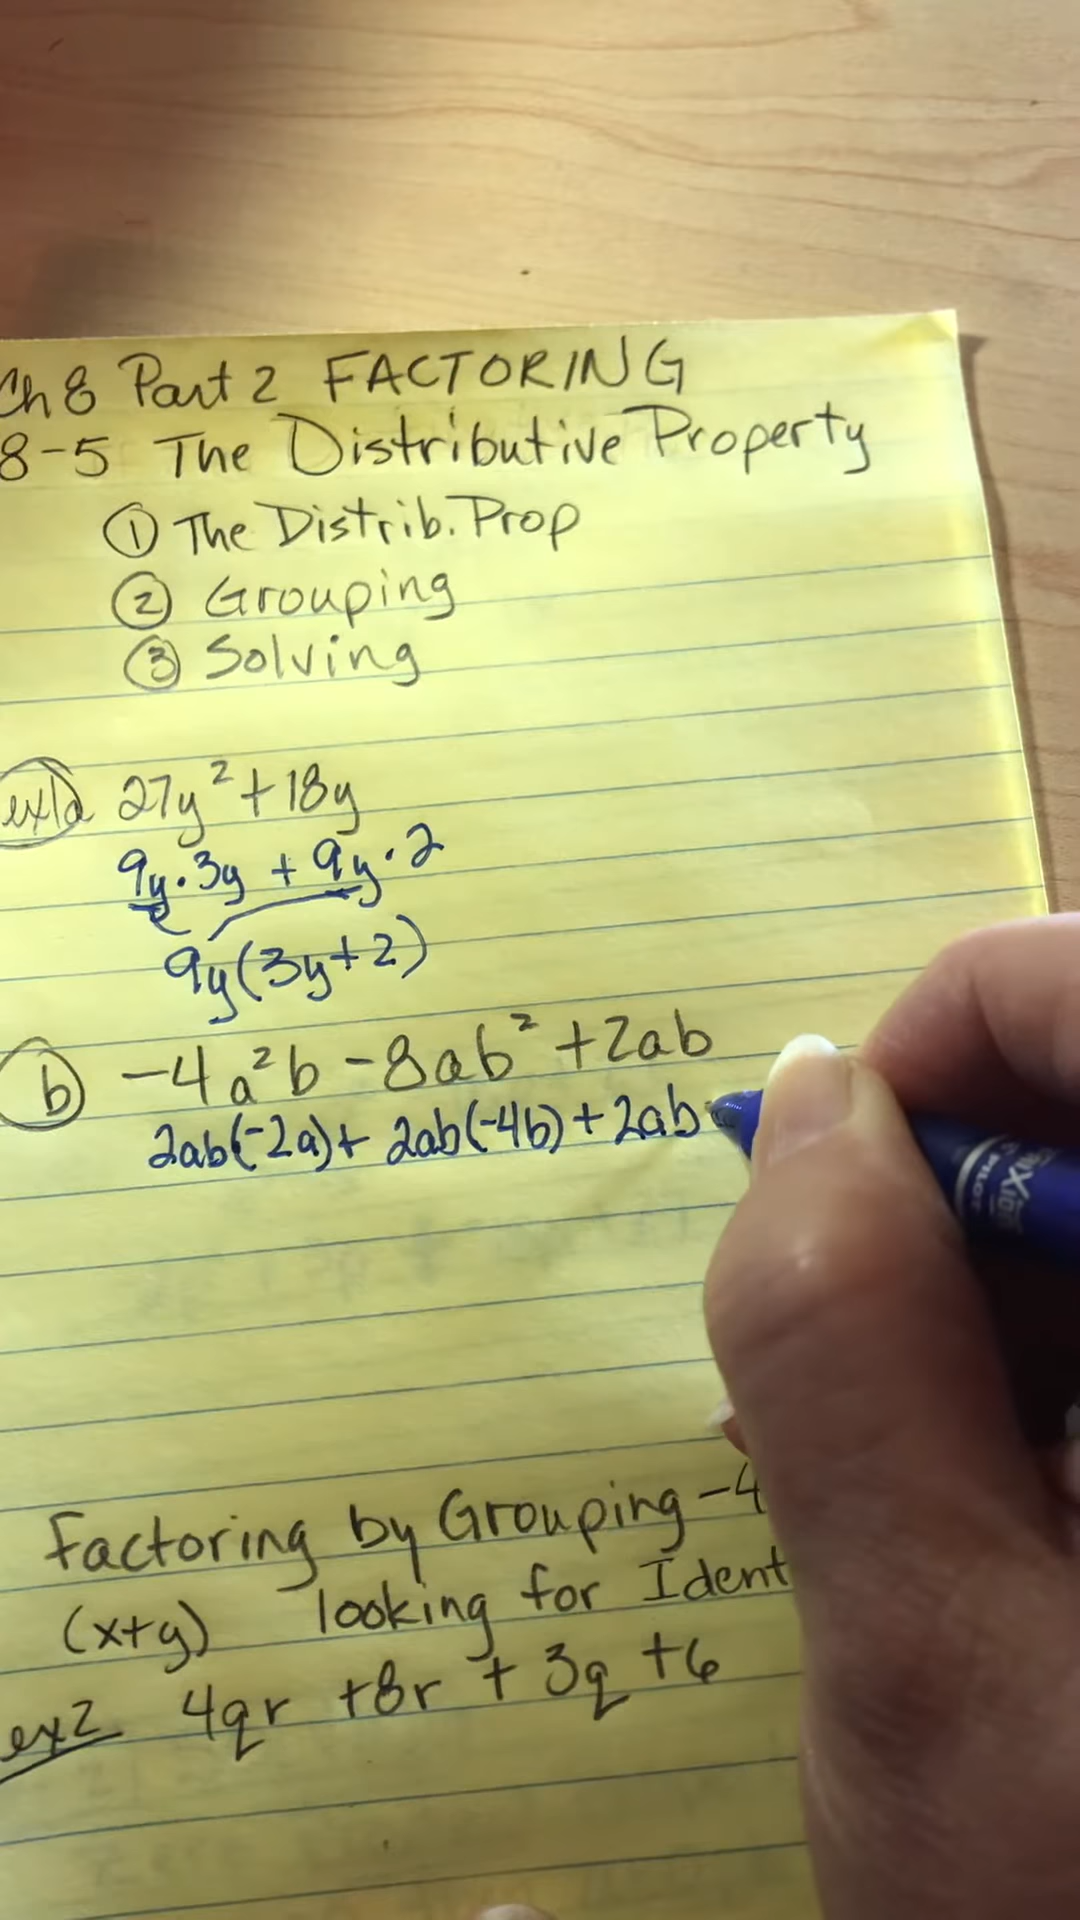 Ch 8 Part 2 FACTORING
8-5 The Distributive Property
① The Distrib. Prop
② Grouping
③ Solving
ex1a 27y² + 18y
9y · 3y + 9y · 2
9y(3y+2)
b) -4a²b - 8ab² + 2ab
2ab(-2a) + 2ab(-4b) + 2ab
Factoring by Grouping - 4
(x+y) looking for Ident
ex2 4qr + 8r + 3q + 6
PILOT